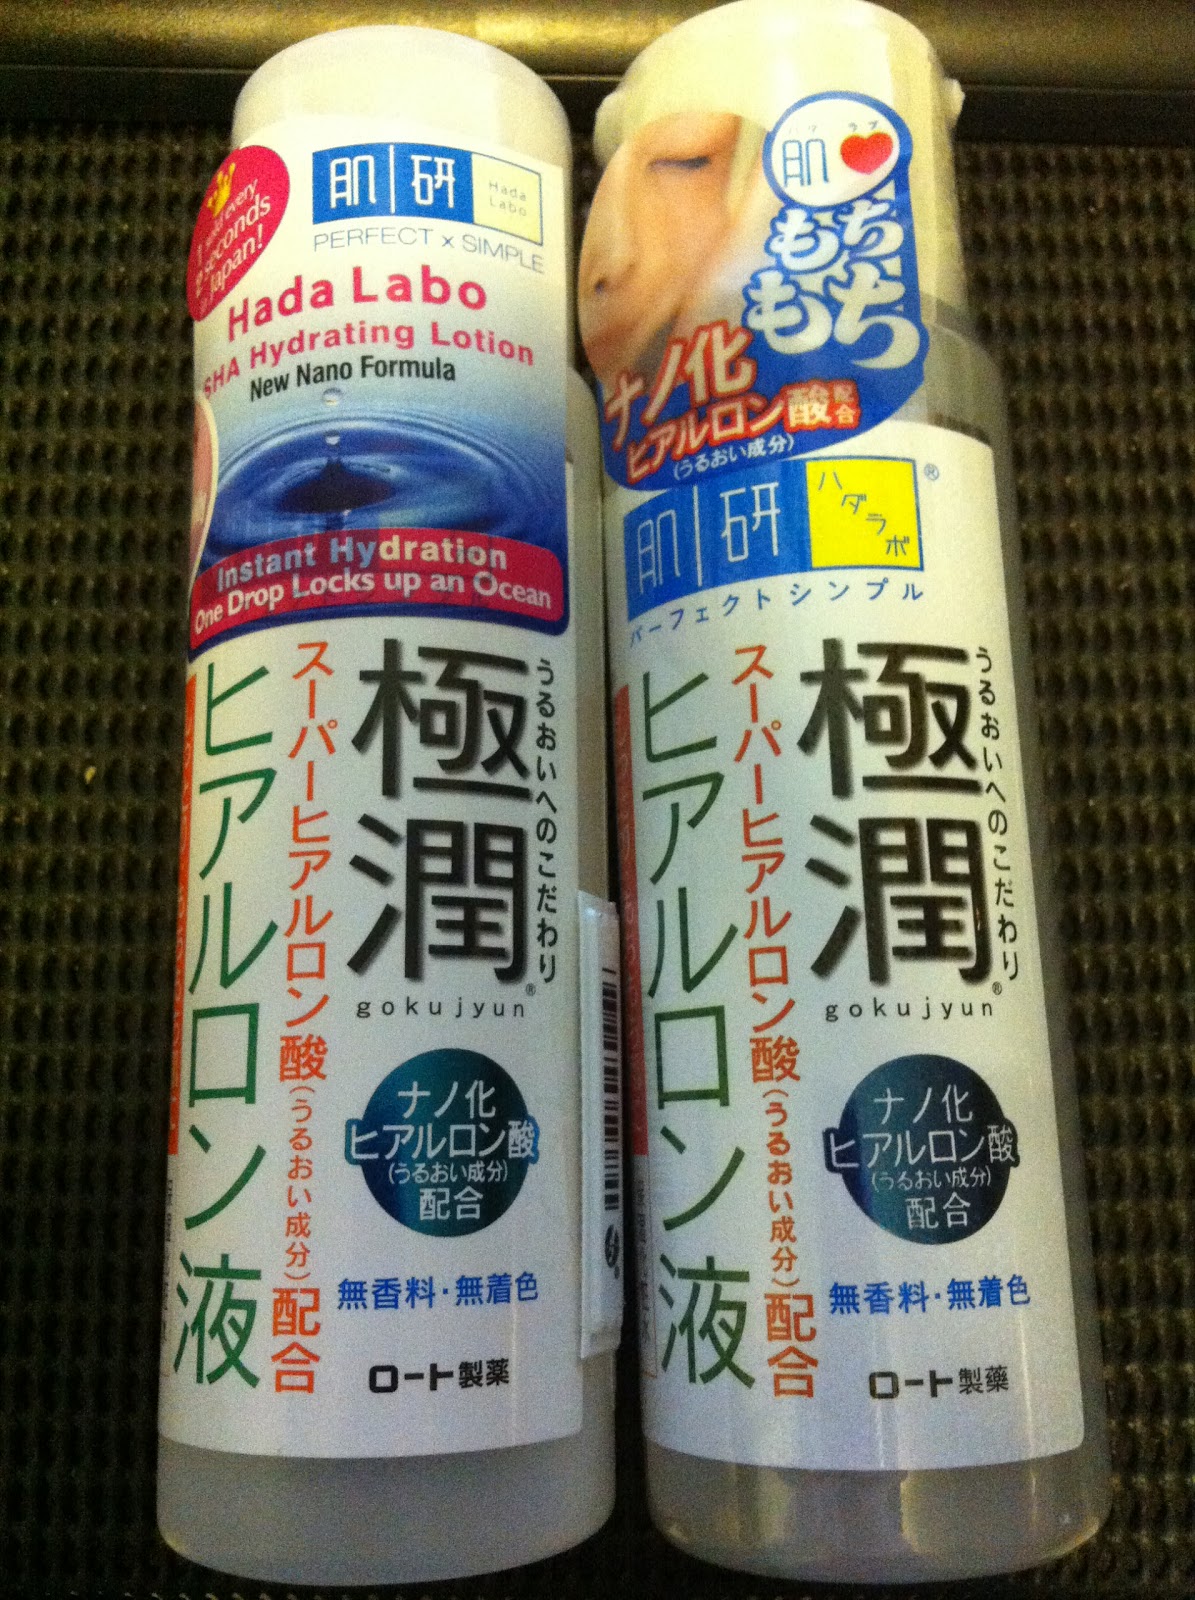 肌研
Hada
Labo
PERFECT x SIMPLE
every
seconds
Japan!
Hada Labo
SHA Hydrating Lotion
New Nano Formula
Instant Hydration
One Drop Locks up an Ocean
うるおいへのこだわり
極潤®
gokujyun
スーパーヒアルロン酸(うるおい成分)配合
ヒアルロン液
ナノ化
ヒアルロン酸
(うるおい成分)
配合
無香料・無着色
ロート製薬
肌♥
もちもち
ナノ化
ヒアルロン酸配合
(うるおい成分)
肌研
ハダラボ®
パーフェクトシンプル
うるおいへのこだわり
極潤®
gokujyun
スーパーヒアルロン酸(うるおい成分)配合
ヒアルロン液
ナノ化
ヒアルロン酸
(うるおい成分)
配合
無香料・無着色
ロート製薬